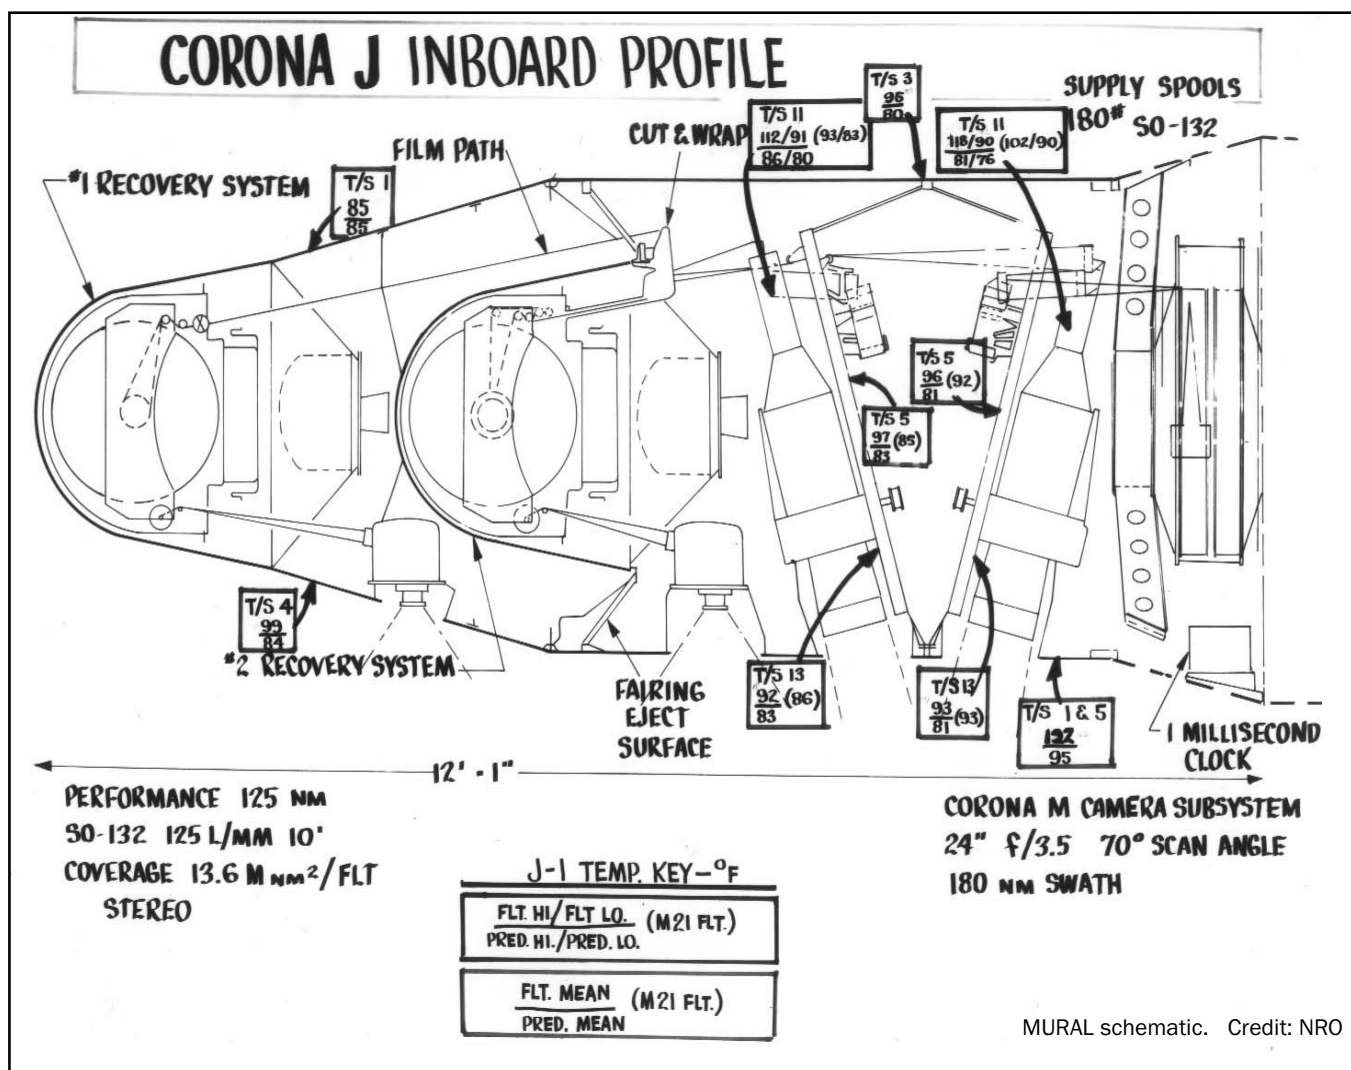 CORONA J INBOARD PROFILE
SUPPLY SPOOLS
180# SO-132
T/S 3
80
T/S 11
112/91 (93/83)
86/80
T/S 11
118/90 (102/90)
81/76
CUT & WRAP
FILM PATH
#1 RECOVERY SYSTEM
T/S 1
85
85
T/S 5
96 (92)
81
T/S 5
97 (85)
83
T/S 4
99
84
#2 RECOVERY SYSTEM
FAIRING
EJECT
SURFACE
T/S 13
92 (86)
83
T/S 13
93 (93)
81
T/S 1 & 5
95
1 MILLISECOND
CLOCK
12' - 1"
PERFORMANCE 125 NM
SO-132 125 L/MM 10'
COVERAGE 13.6 M NM²/FLT
STEREO
CORONA M CAMERA SUBSYSTEM
24" f/3.5 70° SCAN ANGLE
180 NM SWATH
J-1 TEMP. KEY-°F
FLT. HI/FLT LO. (M21 FLT.)
PRED. HI./PRED. LO.
FLT. MEAN (M21 FLT.)
PRED. MEAN
MURAL schematic. Credit: NRO